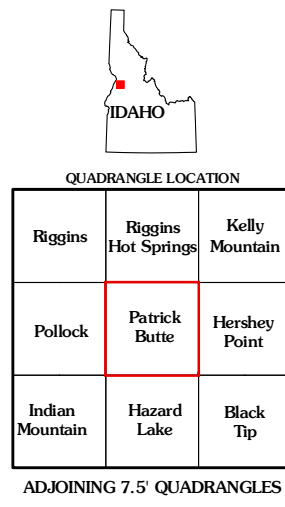 IDAHO
QUADRANGLE LOCATION
Riggins
Riggins
Hot Springs
Kelly
Mountain
Pollock
Patrick
Butte
Hershey
Point
Indian
Mountain
Hazard
Lake
Black
Tip
ADJOINING 7.5' QUADRANGLES